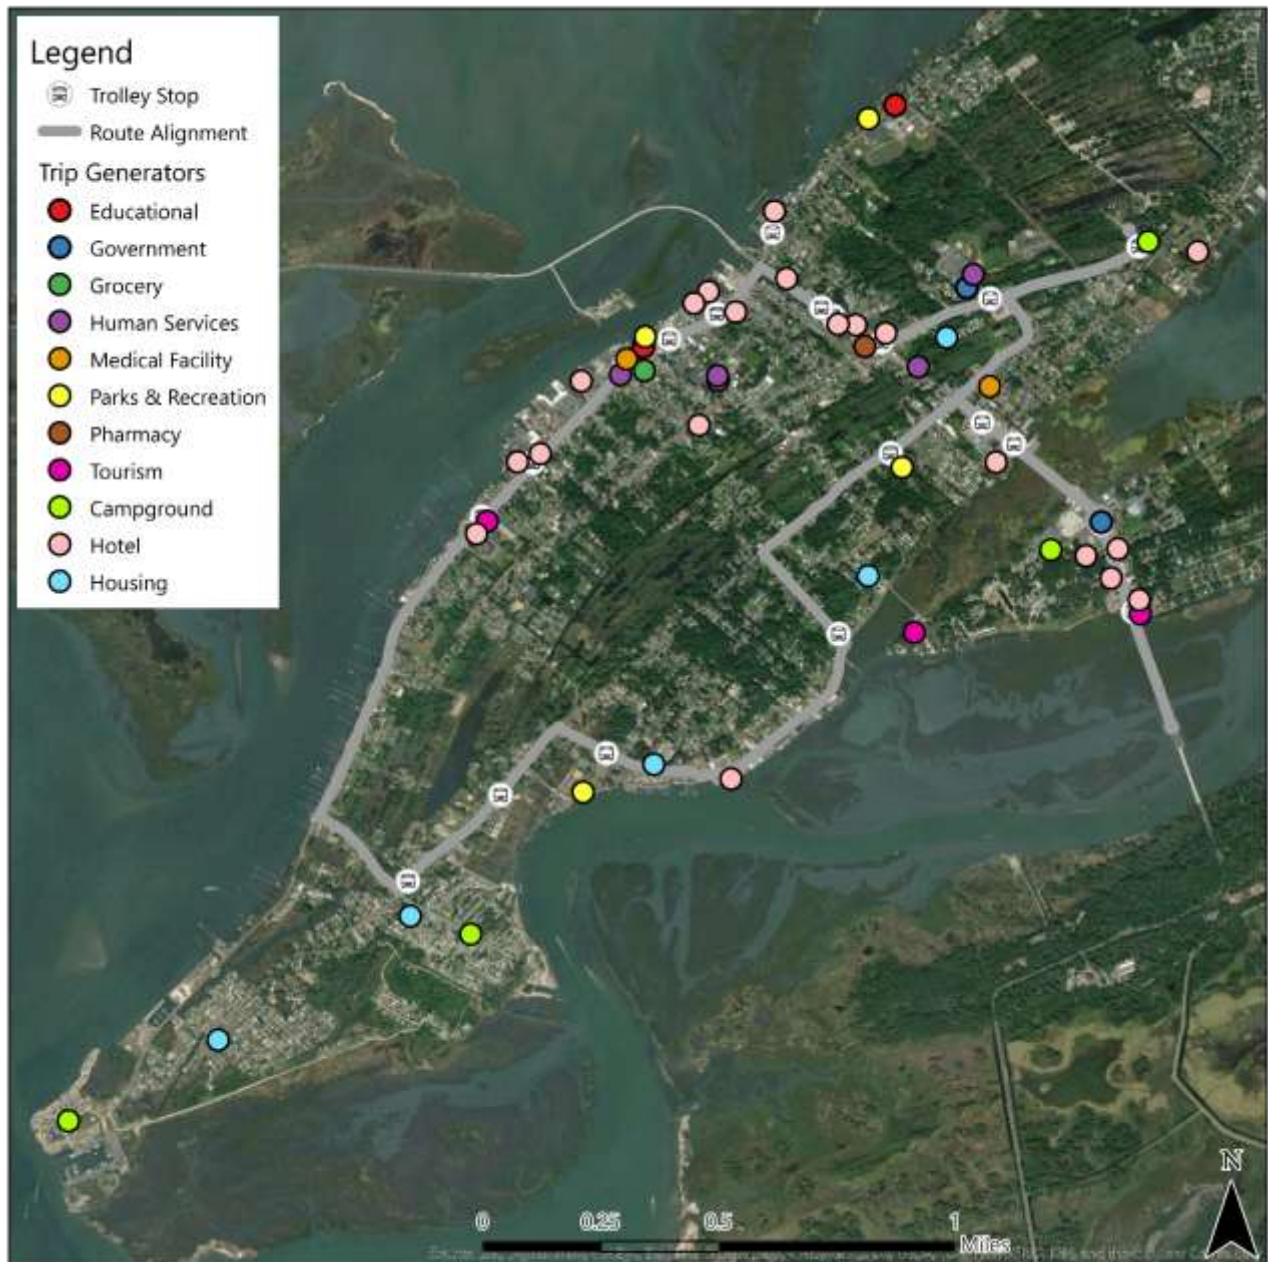 Legend
Trolley Stop
Route Alignment
Trip Generators
Educational
Government
Grocery
Human Services
Medical Facility
Parks & Recreation
Pharmacy
Tourism
Campground
Hotel
Housing
N
0 0.25 0.5 1
Miles